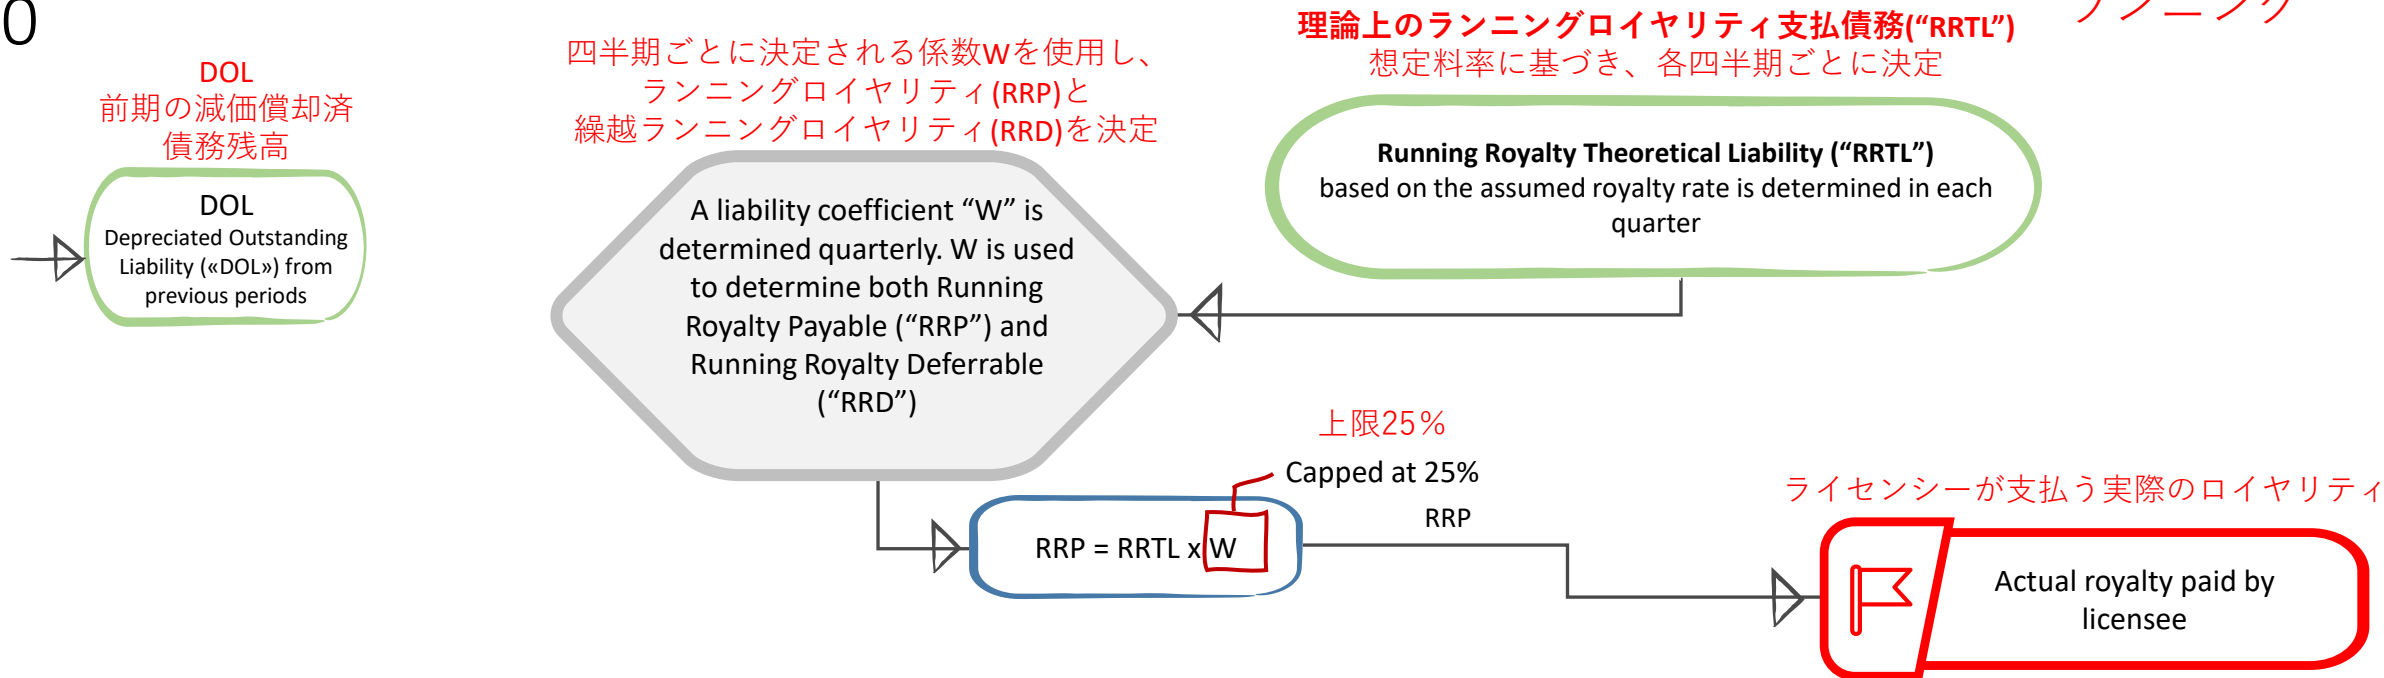 0
DOL
前期の減価償却済
債務残高
DOL
Depreciated Outstanding
Liability («DOL») from
previous periods
四半期ごとに決定される係数Wを使用し、
ランニングロイヤリティ(RRP)と
繰越ランニングロイヤリティ(RRD)を決定
A liability coefficient “W” is
determined quarterly. W is used
to determine both Running
Royalty Payable (“RRP”) and
Running Royalty Deferrable
(“RRD”)
理論上のランニングロイヤリティ支払債務(“RRTL”)
想定料率に基づき、各四半期ごとに決定
Running Royalty Theoretical Liability (“RRTL”)
based on the assumed royalty rate is determined in each
quarter
上限25%
Capped at 25%
RRP = RRTL x W
RRP
ライセンシーが支払う実際のロイヤリティ
Actual royalty paid by
licensee